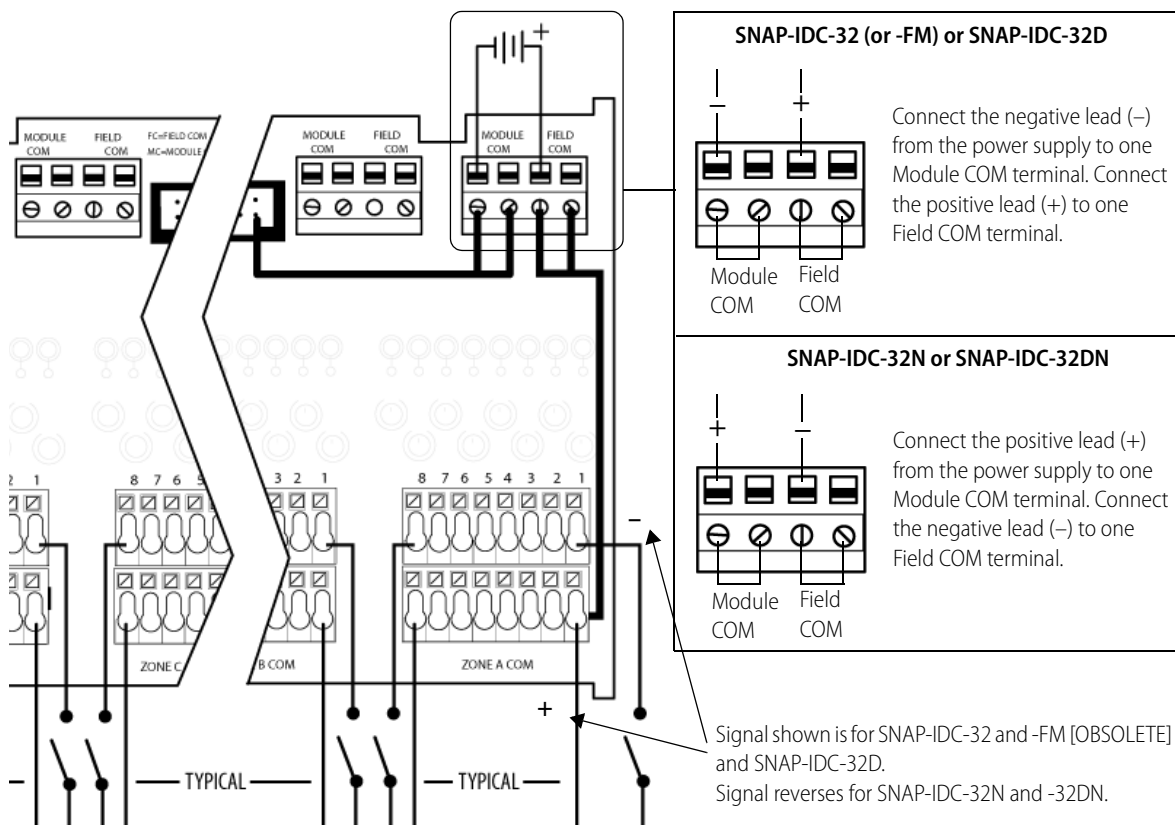 +
MODULE COM
FIELD COM
FC=FIELD COM
MC=MODULE
MODULE COM
FIELD COM
MODULE COM
FIELD COM
2 1
8 7 6 5
3 2 1
8 7 6 5 4 3 2 1
ZONE C
B COM
ZONE A COM
–
+
TYPICAL
TYPICAL
SNAP-IDC-32 (or -FM) or SNAP-IDC-32D
– +
Module COM
Field COM
Connect the negative lead (–)
from the power supply to one
Module COM terminal. Connect
the positive lead (+) to one
Field COM terminal.
SNAP-IDC-32N or SNAP-IDC-32DN
+ –
Module COM
Field COM
Connect the positive lead (+)
from the power supply to one
Module COM terminal. Connect
the negative lead (–) to one
Field COM terminal.
Signal shown is for SNAP-IDC-32 and -FM [OBSOLETE]
and SNAP-IDC-32D.
Signal reverses for SNAP-IDC-32N and -32DN.